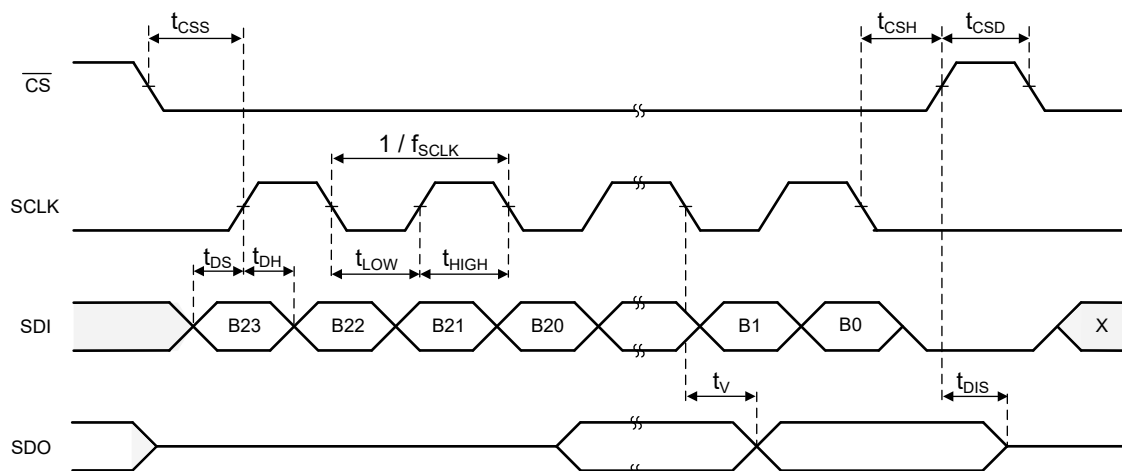 tCSS
tCSH
tCSD
CS
1 / fSCLK
SCLK
tDS
tDH
tLOW
tHIGH
SDI
B23
B22
B21
B20
B1
B0
X
tV
tDIS
SDO